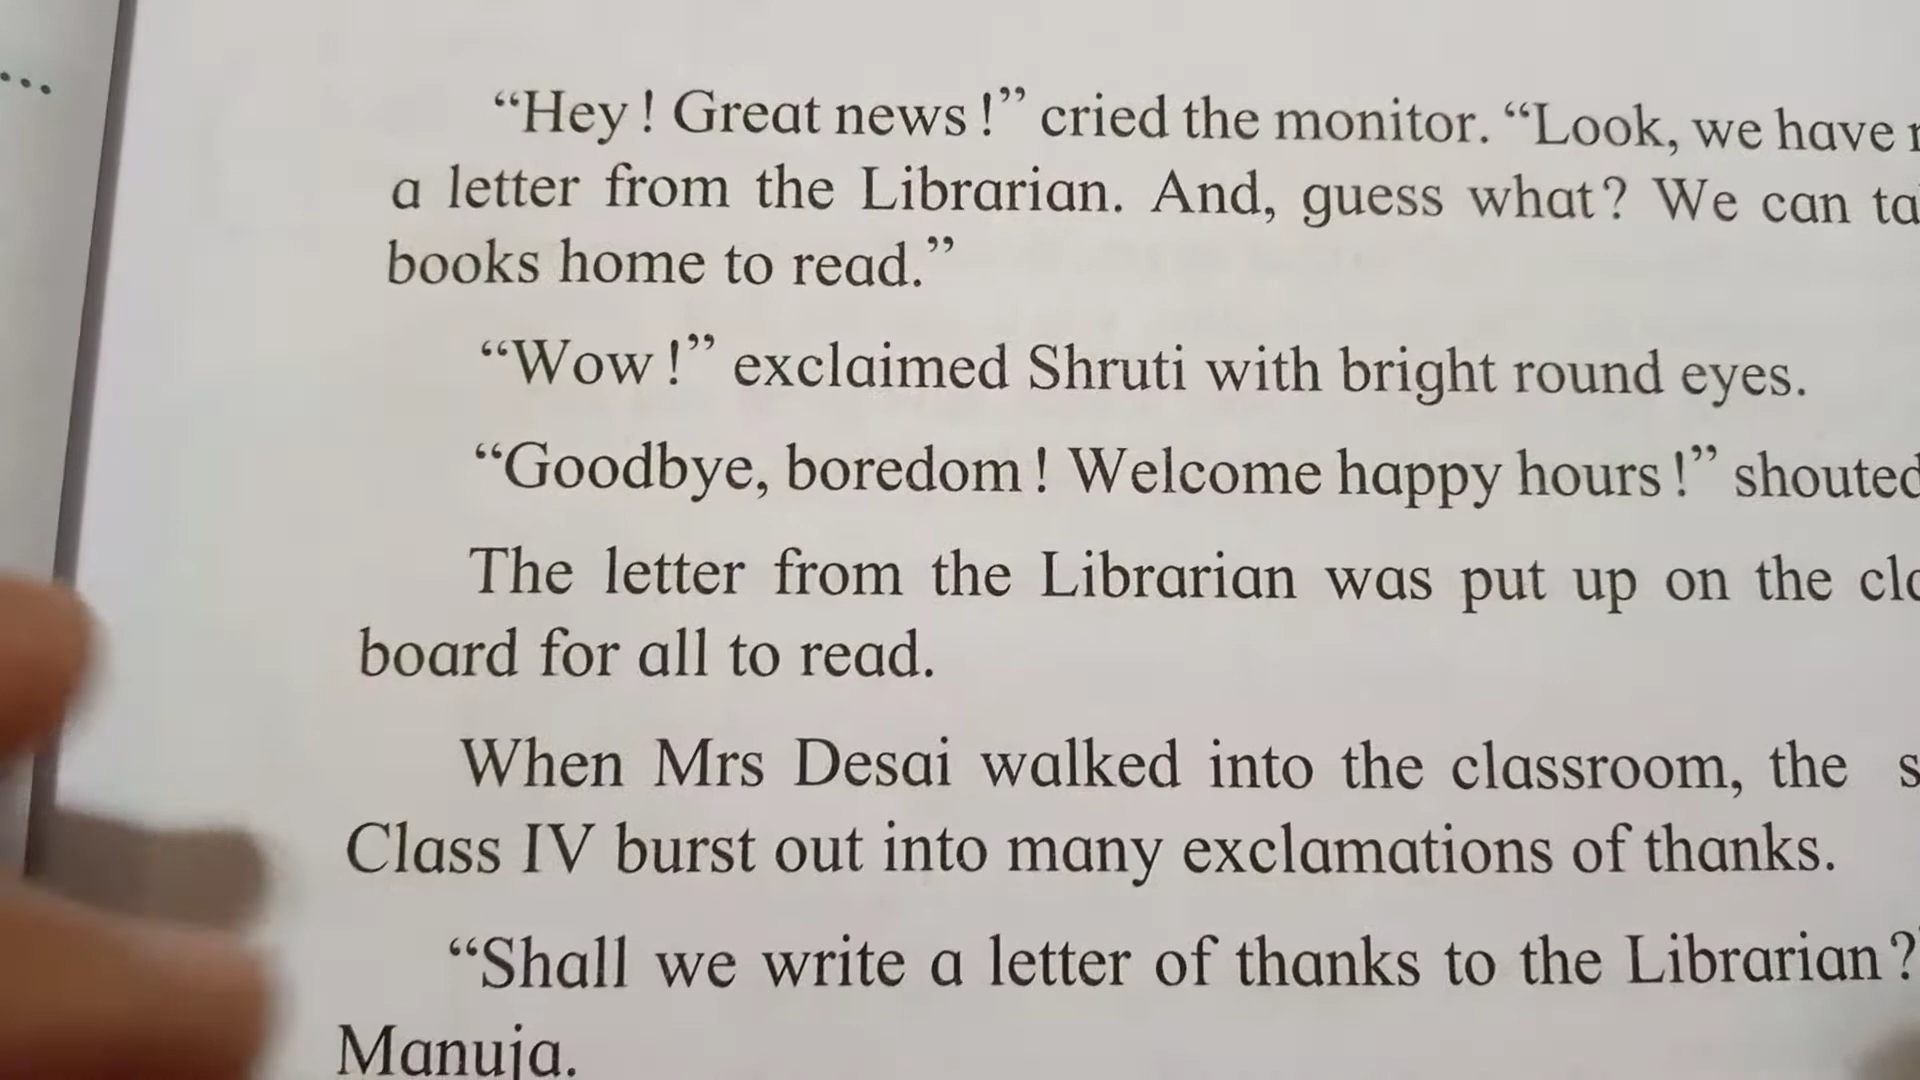 “Hey! Great news!” cried the monitor. “Look, we have
a letter from the Librarian. And, guess what? We can
books home to read.”
“Wow!” exclaimed Shruti with bright round eyes.
“Goodbye, boredom! Welcome happy hours!” shouted
The letter from the Librarian was put up on the
board for all to read.
When Mrs Desai walked into the classroom, the
Class IV burst out into many exclamations of thanks.
“Shall we write a letter of thanks to the Librarian?
Manuja.